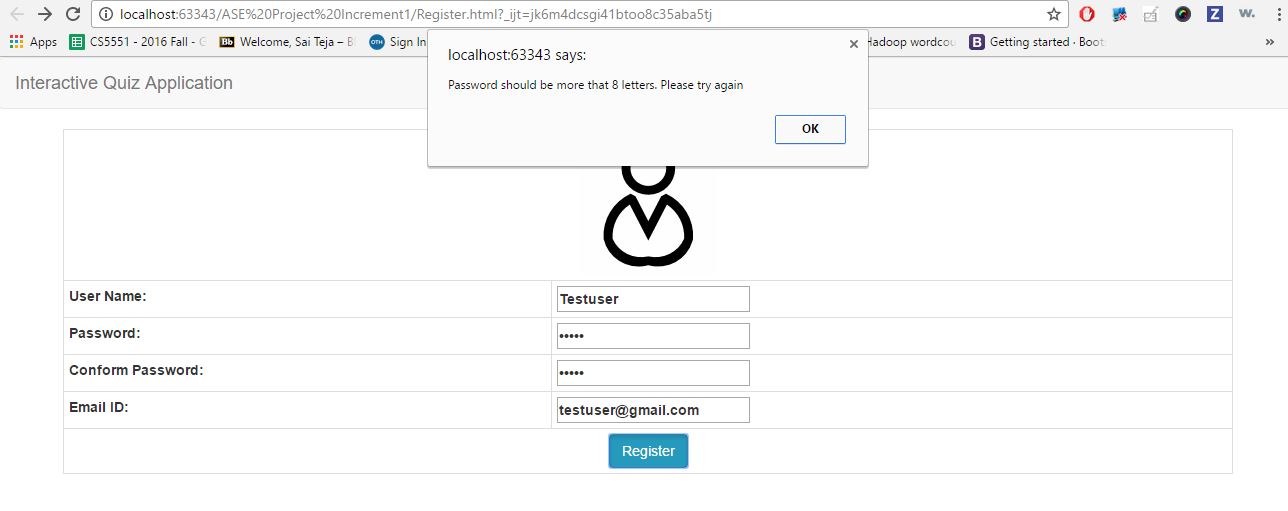 localhost:63343/ASE%20Project%20Increment1/Register.html?_ijt=jk6m4dcsgi41btoo8c35aba5tj
Apps CS5551 - 2016 Fall - Bb Welcome, Sai Teja – OTH Sign In Hadoop wordcou B Getting started · Boot »
localhost:63343 says:
Password should be more that 8 letters. Please try again
OK
Interactive Quiz Application
User Name: Testuser
Password: •••••
Conform Password: •••••
Email ID: testuser@gmail.com
Register